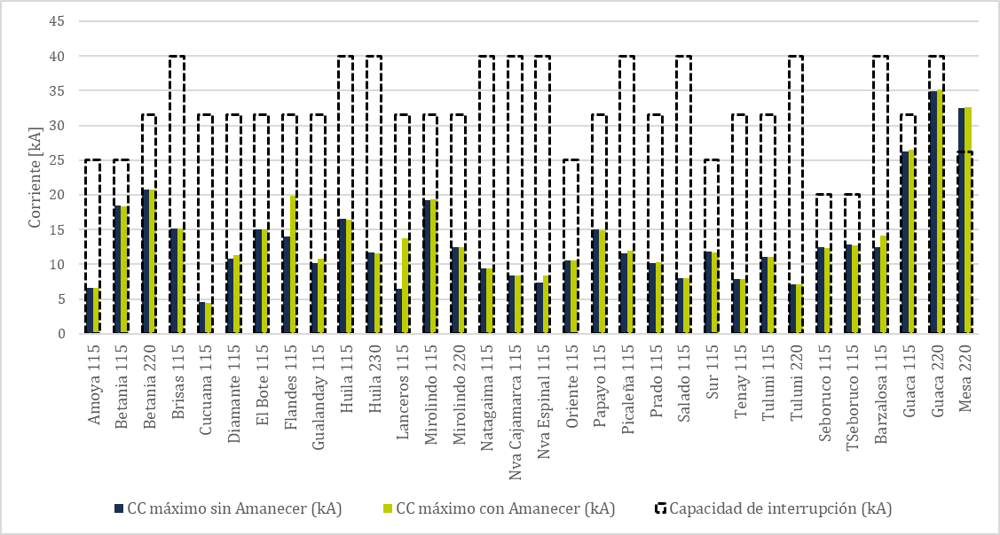 45
40
35
30
25
20
15
10
5
0
Corriente [kA]
Amoya 115
Betania 115
Betania 220
Brisas 115
Cucuana 115
Diamante 115
El Bote 115
Flandes 115
Gualanday 115
Huila 115
Huila 230
Lanceros 115
Mirolindo 115
Mirolindo 220
Natagaima 115
Nva Cajamarca 115
Nva Espinal 115
Oriente 115
Papayo 115
Picaleña 115
Prado 115
Salado 115
Sur 115
Tenay 115
Tuluni 115
Tuluni 220
Seboruco 115
TSeboruco 115
Barzalosa 115
Guaca 115
Guaca 220
Mesa 220
CC máximo sin Amanecer (kA) CC máximo con Amanecer (kA) Capacidad de interrupción (kA)